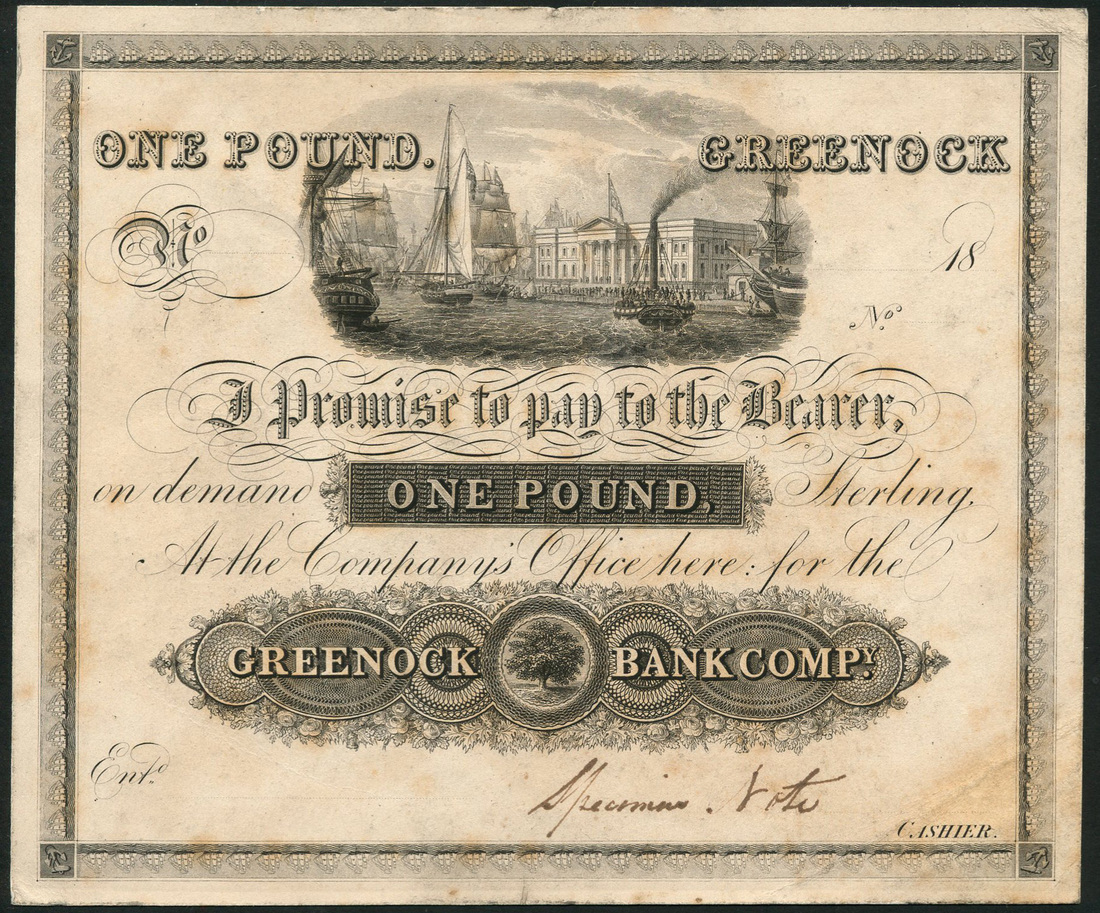 ONE POUND. GREENOCK
No 18
No.
I Promise to pay to the Bearer,
on demand ONE POUND, Sterling,
At the Company's Office here: for the
GREENOCK BANK COMPY.
Entd.
Specimen Note
CASHIER.